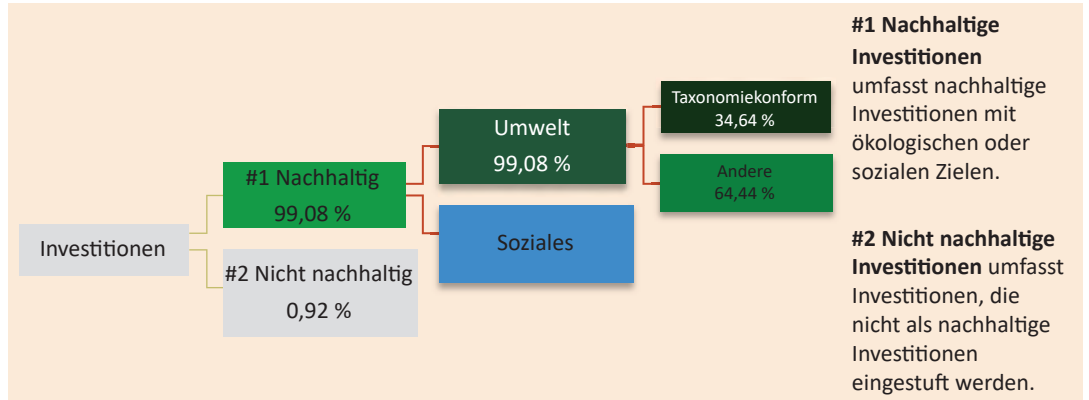 Investitionen
#1 Nachhaltig
99,08 %
#2 Nicht nachhaltig
0,92 %
Umwelt
99,08 %
Soziales
Taxonomiekonform
34,64 %
Andere
64,44 %
#1 Nachhaltige
Investitionen
umfasst nachhaltige
Investitionen mit
ökologischen oder
sozialen Zielen.
#2 Nicht nachhaltige
Investitionen umfasst
Investitionen, die
nicht als nachhaltige
Investitionen
eingestuft werden.